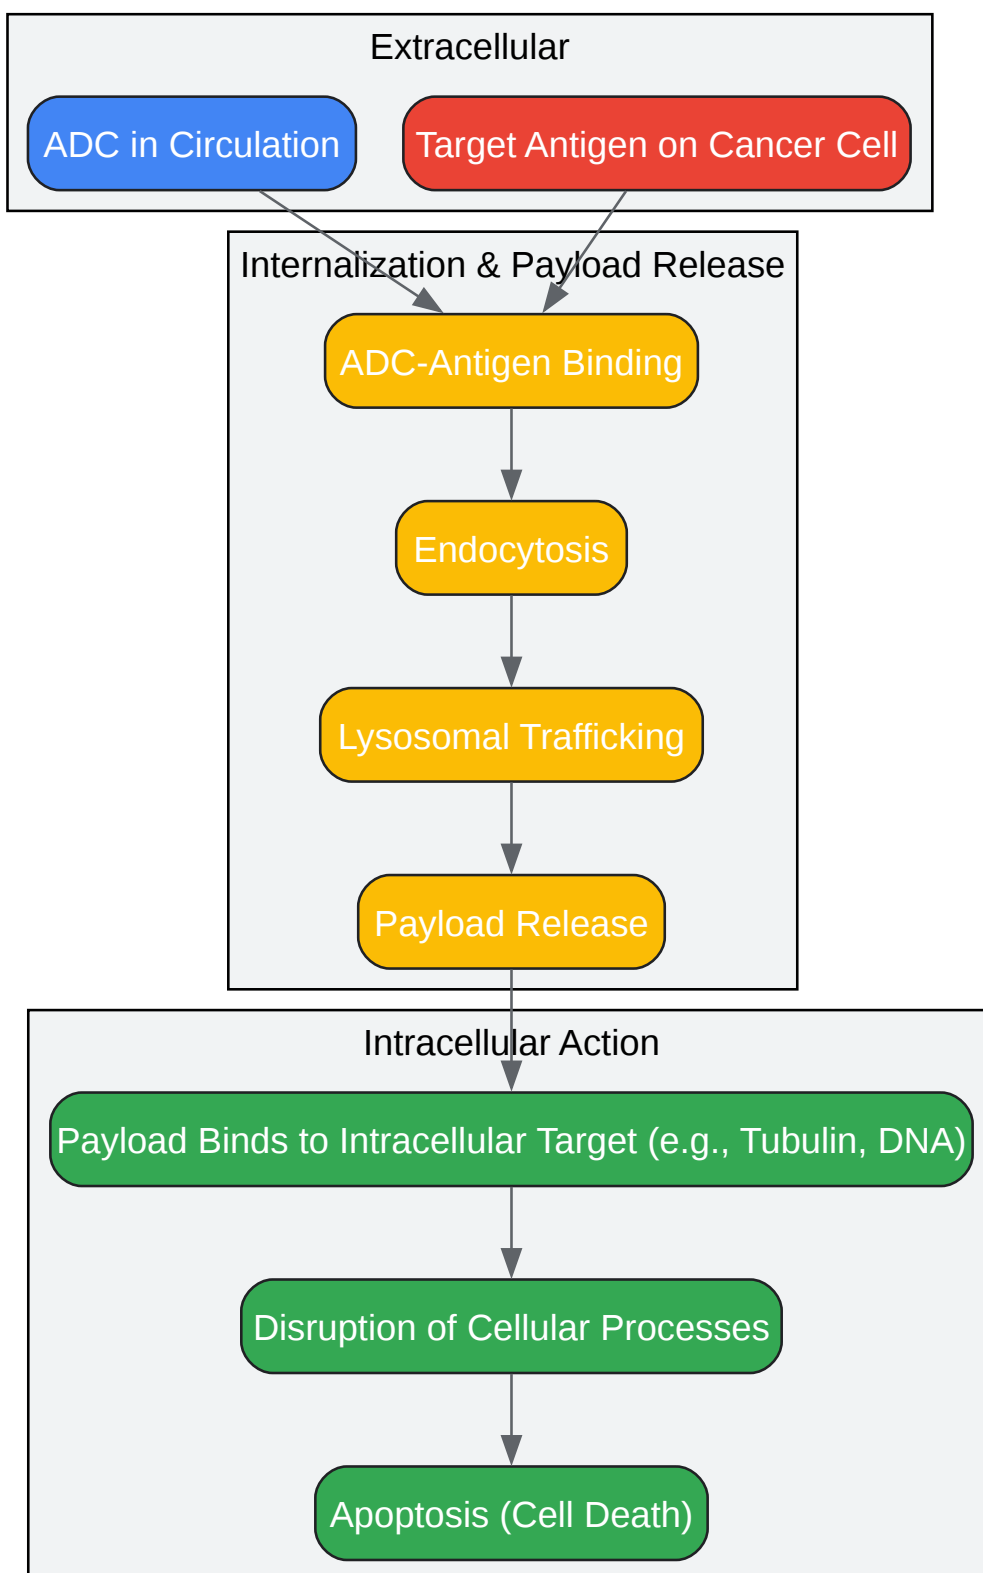 Extracellular
ADC in Circulation
Target Antigen on Cancer Cell
Internalization & Payload Release
ADC-Antigen Binding
Endocytosis
Lysosomal Trafficking
Payload Release
Intracellular Action
Payload Binds to Intracellular Target (e.g., Tubulin, DNA)
Disruption of Cellular Processes
Apoptosis (Cell Death)